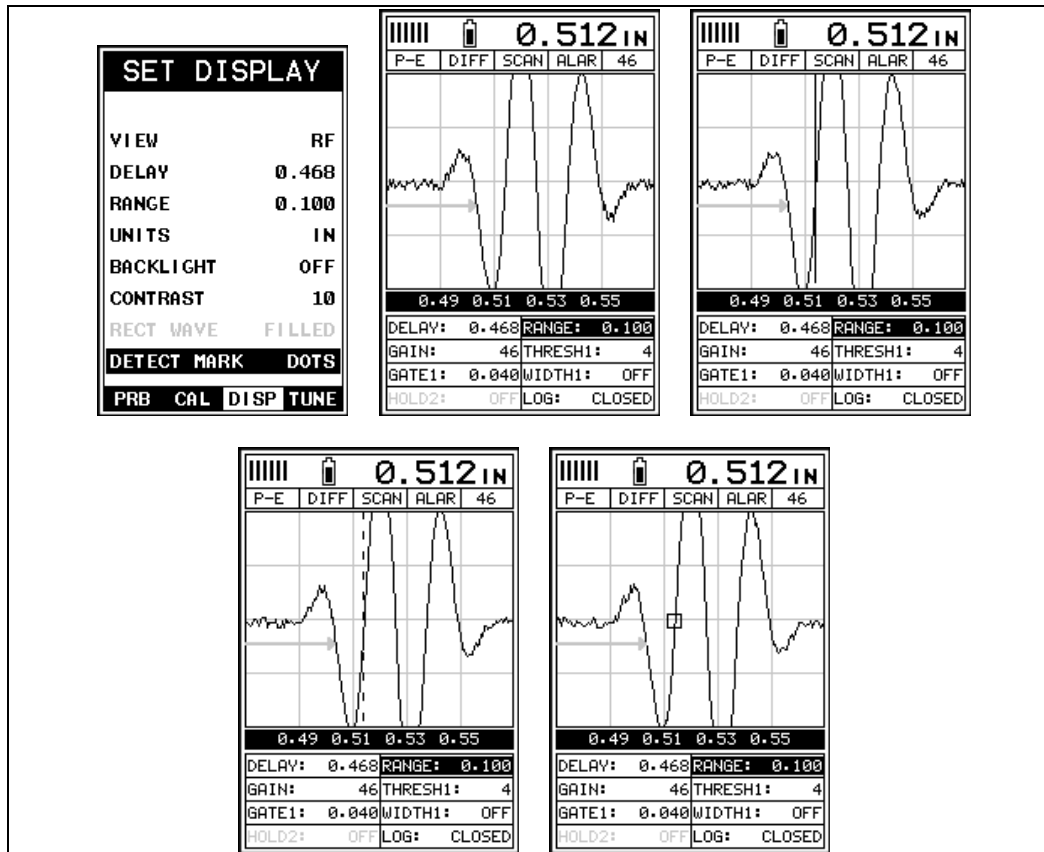 SET DISPLAY
VIEW RF
DELAY 0.468
RANGE 0.100
UNITS IN
BACKLIGHT OFF
CONTRAST 10
RECT WAVE FILLED
DETECT MARK DOTS
PRB CAL DISP TUNE
0.512 IN
P-E DIFF SCAN ALAR 46
0.49 0.51 0.53 0.55
DELAY: 0.468 RANGE: 0.100
GAIN: 46 THRESH1: 4
GATE1: 0.040 WIDTH1: OFF
HOLD2: OFF LOG: CLOSED
0.512 IN
P-E DIFF SCAN ALAR 46
0.49 0.51 0.53 0.55
DELAY: 0.468 RANGE: 0.100
GAIN: 46 THRESH1: 4
GATE1: 0.040 WIDTH1: OFF
HOLD2: OFF LOG: CLOSED
0.512 IN
P-E DIFF SCAN ALAR 46
0.49 0.51 0.53 0.55
DELAY: 0.468 RANGE: 0.100
GAIN: 46 THRESH1: 4
GATE1: 0.040 WIDTH1: OFF
HOLD2: OFF LOG: CLOSED
0.512 IN
P-E DIFF SCAN ALAR 46
0.49 0.51 0.53 0.55
DELAY: 0.468 RANGE: 0.100
GAIN: 46 THRESH1: 4
GATE1: 0.040 WIDTH1: OFF
HOLD2: OFF LOG: CLOSED